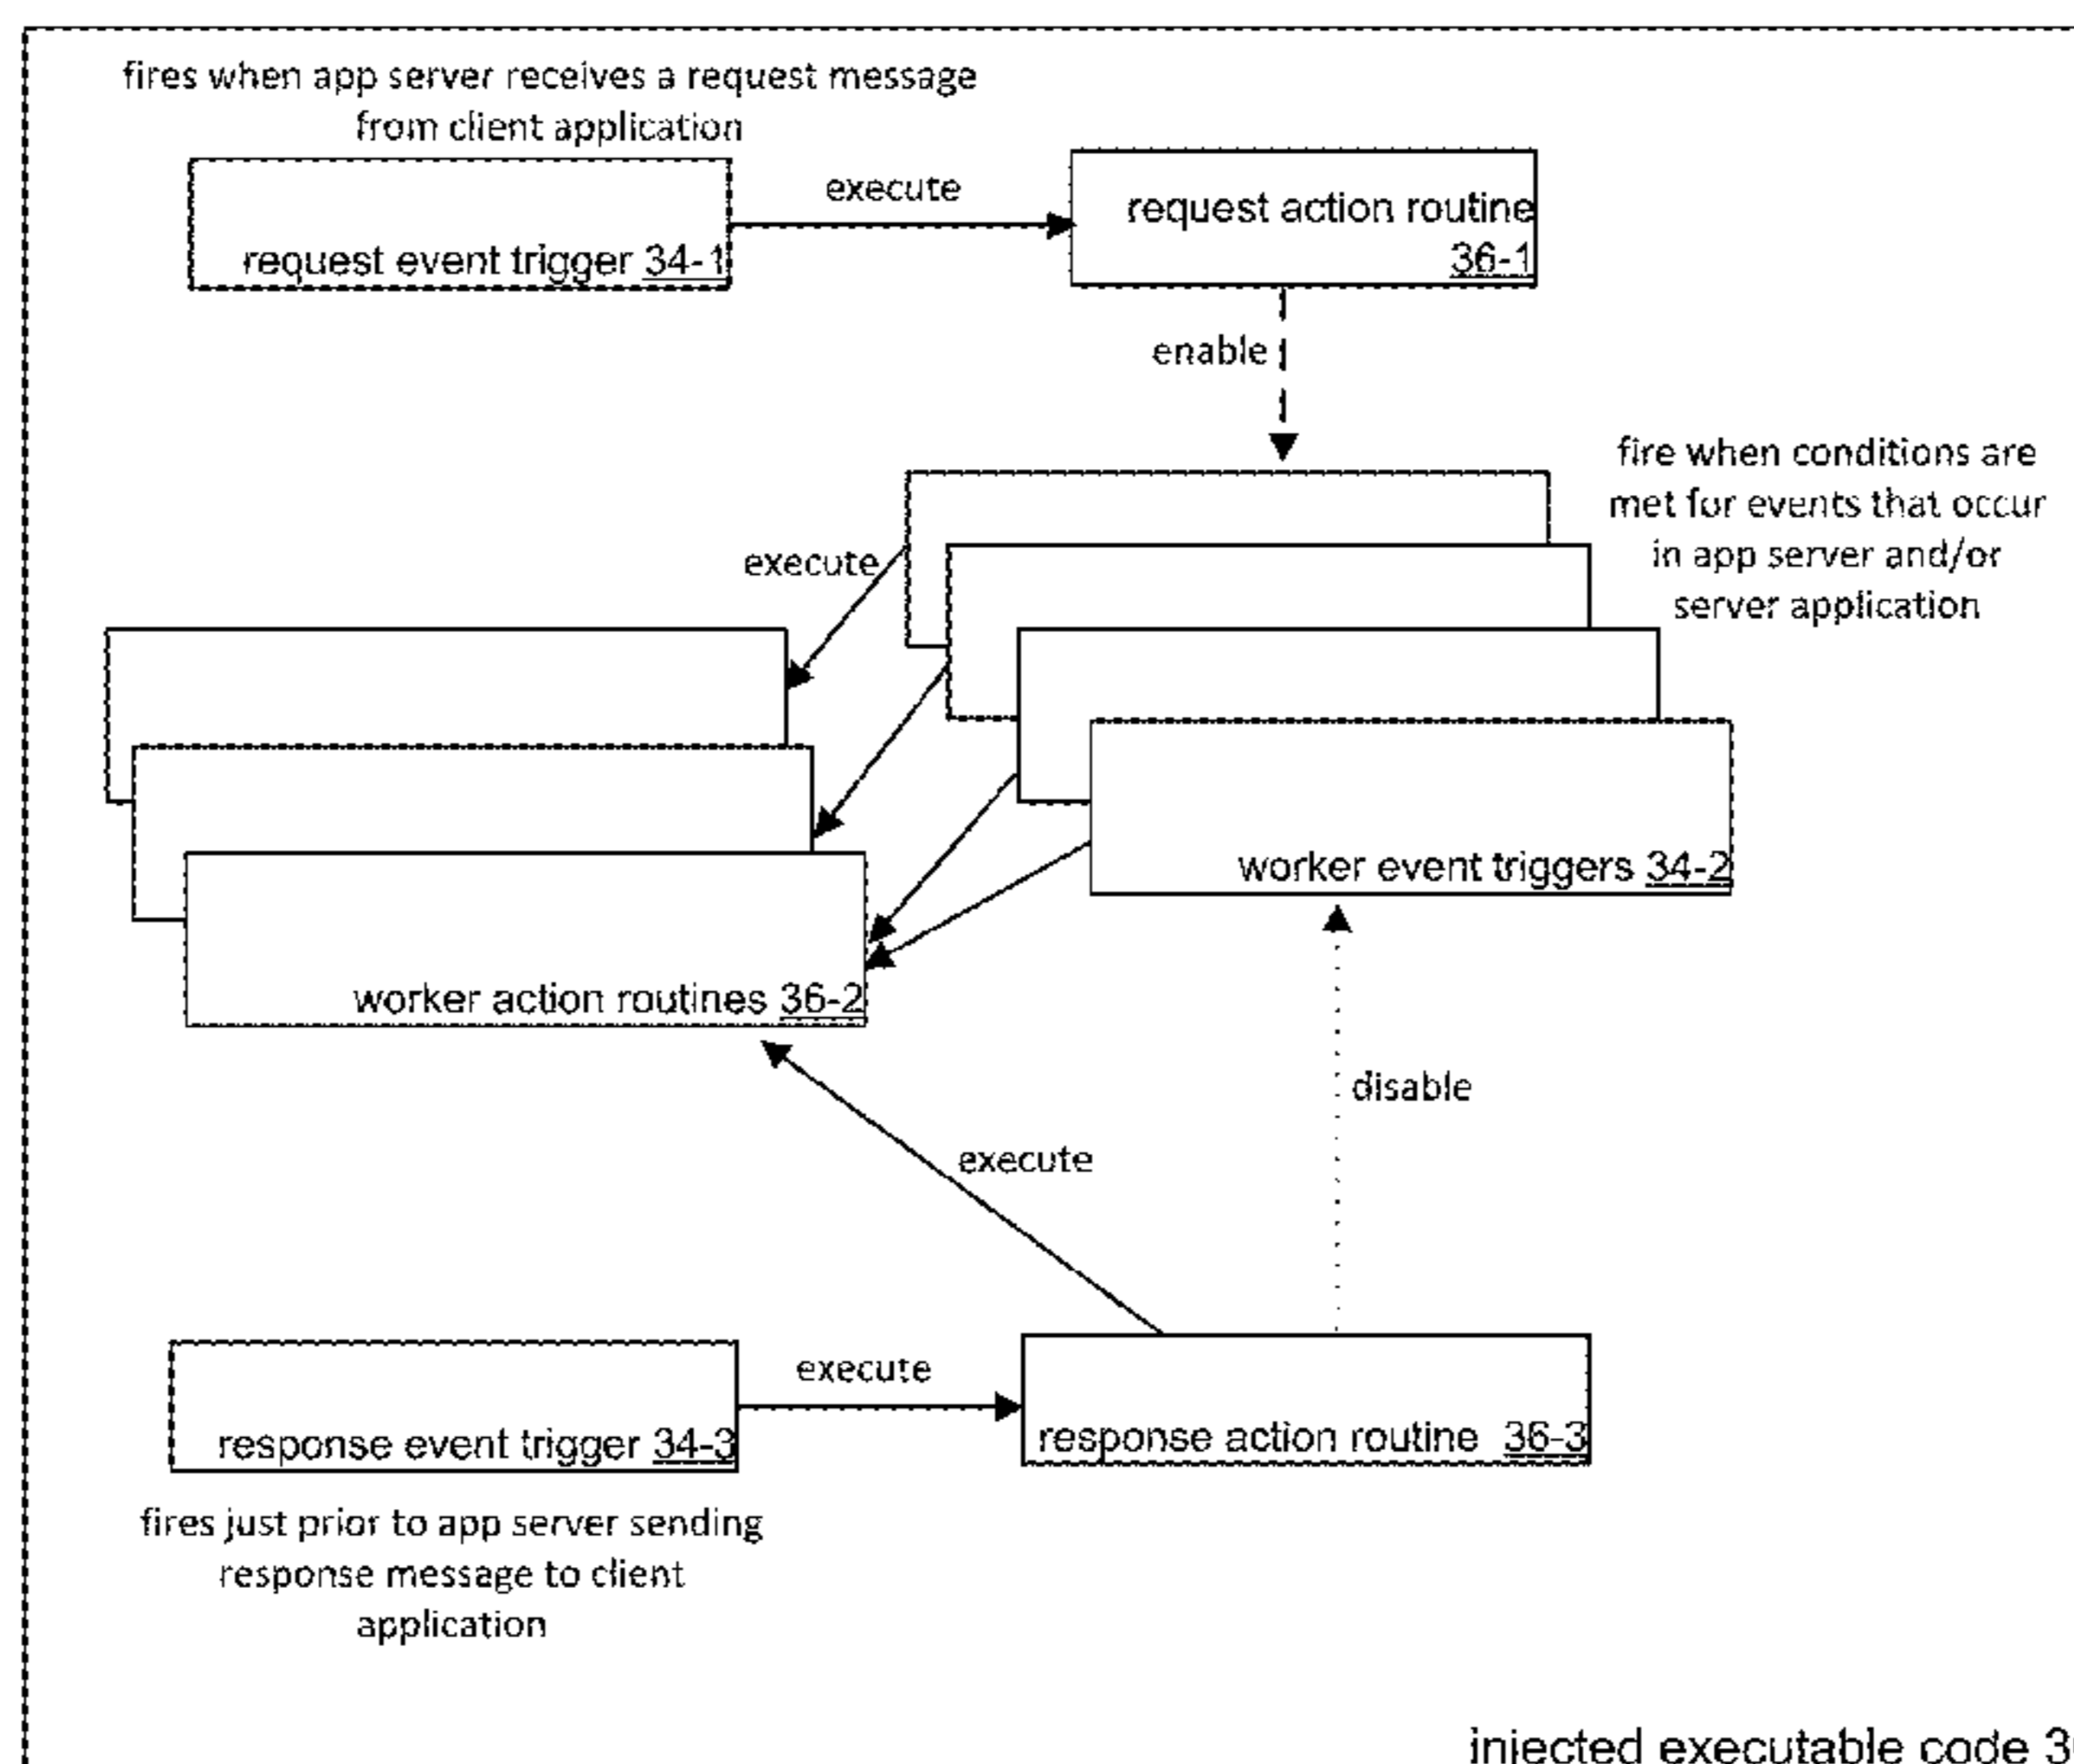 fires when app server receives a request message
from client application
request event trigger 34-1
execute
request action routine
36-1
enable
fire when conditions are
met for events that occur
in app server and/or
server application
execute
worker event triggers 34-2
worker action routines 36-2
disable
execute
response event trigger 34-3
execute
response action routine 36-3
fires just prior to app server sending
response message to client
application
injected executable code